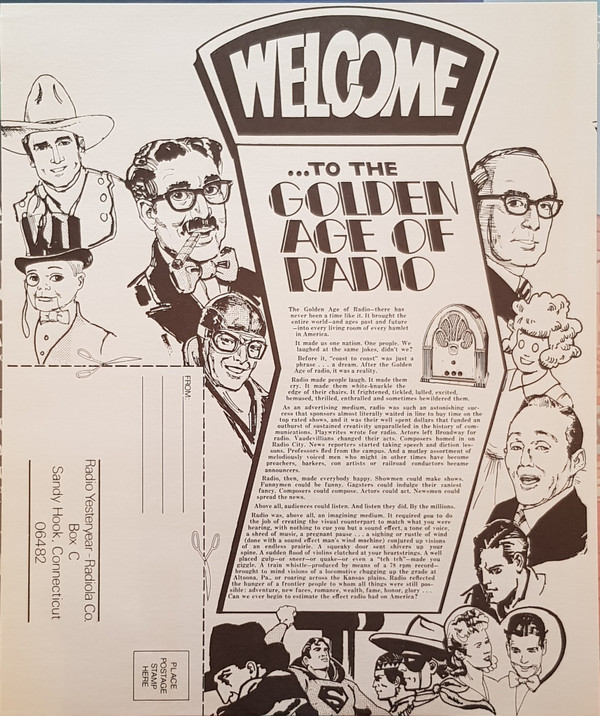 WELCOME
...TO THE
GOLDEN
AGE OF
RADIO
The Golden Age of Radio—there has
never been a time like it. It brought the
entire world—and ages past and future
—into every living room of every hamlet
in America.
It made us one nation. One people. We
laughed at the same jokes, didn't we?
Before it, "coast to coast" was just a
phrase . . . a dream. After the Golden
Age of radio, it was a reality.
Radio made people laugh. It made them
cry. It made them white-knuckle the
edge of their chairs. It frightened, tickled, lulled, excited,
bemused, thrilled, enthralled and sometimes bewildered them.
As an advertising medium, radio was such an astonishing suc-
cess that sponsors almost literally waited in line to buy time on the
top rated shows, and it was their well spent dollars that funded an
outburst of sustained creativity unparalleled in the history of com-
munications. Playwrites wrote for radio. Actors left Broadway for
radio. Vaudevillians changed their acts. Composers homed in on
Radio City. News reporters started taking speech and diction les-
sons. Professors fled from the campus. And a motley assortment of
melodiously voiced men who might in other times have become
preachers, barkers, con artists or railroad conductors became
announcers.
Radio, then, made everybody happy. Showmen could make shows.
Funnymen could be funny. Gagsters could indulge their zaniest
fancy. Composers could compose. Actors could act. Newsmen could
spread the news.
Above all, audiences could listen. And listen they did. By the millions.
Radio was, above all, an imagining medium. It required you to do
the job of creating the visual counterpart to match what you were
hearing, with nothing to cue you but a sound effect, a tone of voice,
a shred of music, a pregnant pause . . . a sighing or rustle of wind
(done with a sound effect man's wind machine) conjured up visions
of an endless prairie. A squeaky door sent shivers up your
spine. A sudden flood of violins clutched at your heartstrings. A well
placed gulp—or sneer—or quake—or even a "tch tch"—made you
giggle. A train whistle—produced by means of a 78 rpm record—
brought to mind visions of a locomotive chugging up the grade at
Altoona, Pa., or roaring across the Kansas plains. Radio reflected
the hunger of a frontier people to whom all things were still pos-
sible: adventure, new faces, romance, wealth, fame, honor, glory . . .
Can we ever begin to estimate the effect radio had on America?
FROM:
Radio Yesteryear - Radiola Co.
Box C
Sandy Hook, Connecticut
06482
PLACE
POSTAGE
STAMP
HERE
S